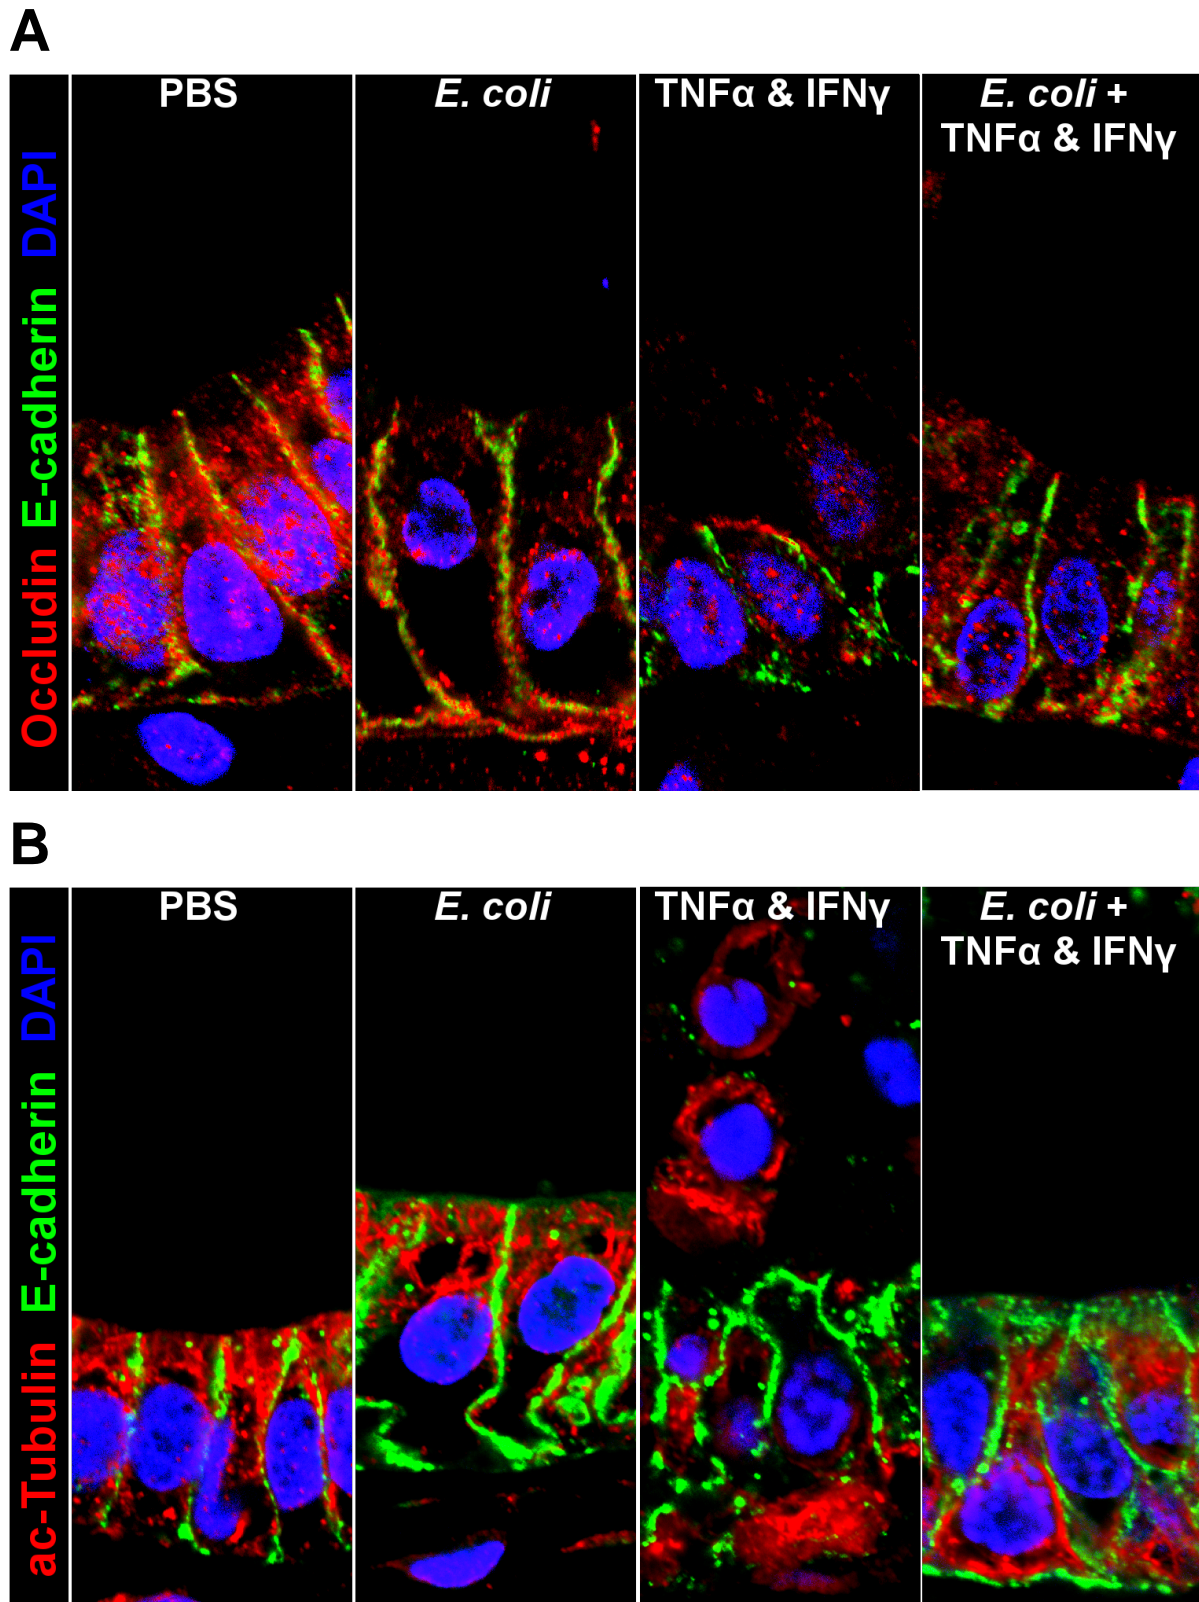 A
PBS
E. coli
TNFα & IFNγ
E. coli +
TNFα & IFNγ
Occludin E-cadherin DAPI
B
PBS
E. coli
TNFα & IFNγ
E. coli +
TNFα & IFNγ
ac-Tubulin E-cadherin DAPI